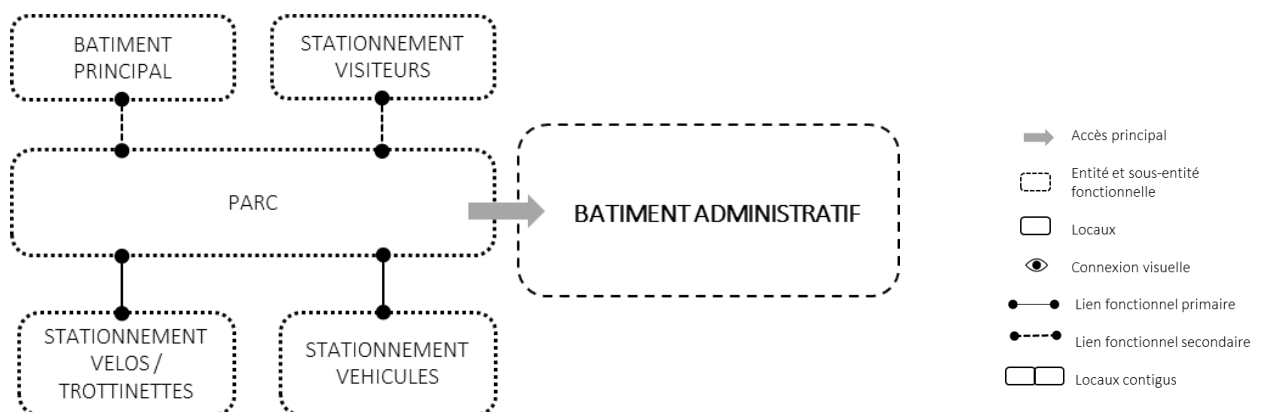 BATIMENT
PRINCIPAL
STATIONNEMENT
VISITEURS
PARC
BATIMENT ADMINISTRATIF
STATIONNEMENT
VELOS /
TROTTINETTES
STATIONNEMENT
VEHICULES
Accès principal
Entité et sous-entité
fonctionnelle
Locaux
Connexion visuelle
Lien fonctionnel primaire
Lien fonctionnel secondaire
Locaux contigus